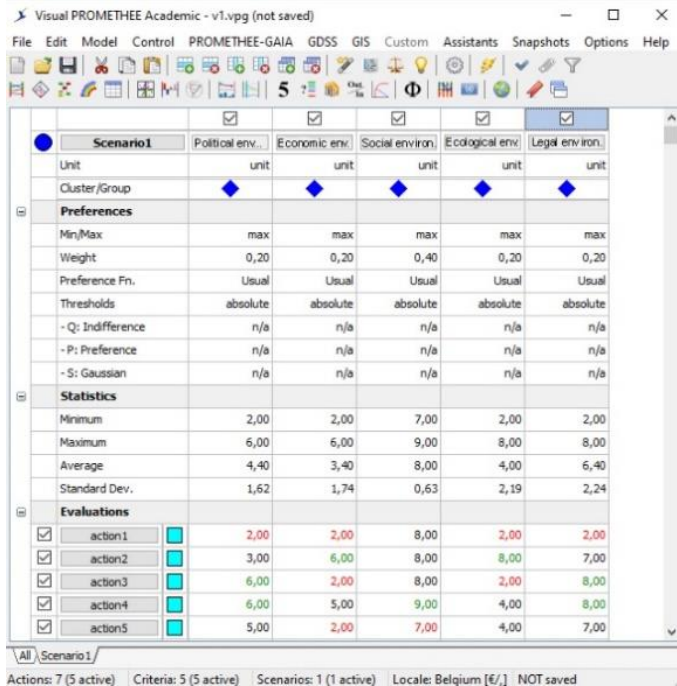 Visual PROMETHEE Academic - v1.vpg (not saved)
File Edit Model Control PROMETHEE-GAIA GDSS GIS Custom Assistants Snapshots Options Help
5 Φ
Scenario1 Political env... Economic env. Social environ. Ecological env Legal environ.
Unit unit unit unit unit unit
Cluster/Group
Preferences
Min/Max max max max max max
Weight 0,20 0,20 0,40 0,20 0,20
Preference Fn. Usual Usual Usual Usual Usual
Thresholds absolute absolute absolute absolute absolute
- Q: Indifference n/a n/a n/a n/a n/a
- P: Preference n/a n/a n/a n/a n/a
- S: Gaussian n/a n/a n/a n/a n/a
Statistics
Minimum 2,00 2,00 7,00 2,00 2,00
Maximum 6,00 6,00 9,00 8,00 8,00
Average 4,40 3,40 8,00 4,00 6,40
Standard Dev. 1,62 1,74 0,63 2,19 2,24
Evaluations
action1 2,00 2,00 8,00 2,00 2,00
action2 3,00 6,00 8,00 8,00 7,00
action3 6,00 2,00 8,00 2,00 8,00
action4 6,00 5,00 9,00 4,00 8,00
action5 5,00 2,00 7,00 4,00 7,00
All Scenario1
Actions: 7 (5 active) Criteria: 5 (5 active) Scenarios: 1 (1 active) Locale: Belgium [€/,] NOT saved